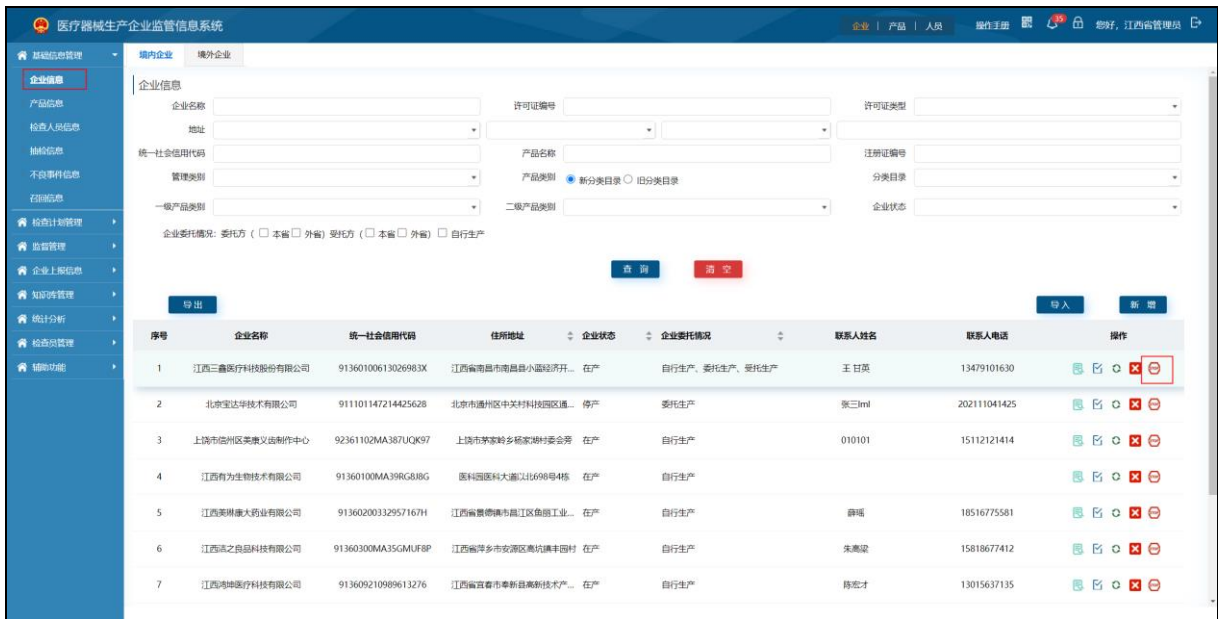 医疗器械生产企业监管信息系统
企业 | 产品 | 人员 操作手册 35 您好，江西省管理员
基础信息管理
企业信息
产品信息
检查人员信息
抽检信息
不良事件信息
召回信息
检查计划管理
监督管理
企业上报信息
知识库管理
统计分析
检查员管理
辅助功能
境内企业 境外企业
企业信息
企业名称 许可证编号 许可证类型
地址
统一社会信用代码 产品名称 注册证编号
管理类别 产品类别 新分类目录 旧分类目录 分类目录
一级产品类别 二级产品类别 企业状态
企业委托情况: 委托方 ( 本省 外省) 受托方 ( 本省 外省) 自行生产
查 询 清 空
导出 导入 新 增
序号 企业名称 统一社会信用代码 住所地址 企业状态 企业委托情况 联系人姓名 联系人电话 操作
1 江西三鑫医疗科技股份有限公司 91360100613026983X 江西省南昌市南昌县小蓝经济开... 在产 自行生产、委托生产、受托生产 王甘英 13479101630
2 北京宝达华技术有限公司 911101147214425628 北京市通州区中关村科技园区通... 停产 委托生产 张三lml 202111041425
3 上饶市信州区美康义齿制作中心 92361102MA387UQK97 上饶市茅家岭乡杨家湖村委会旁 在产 自行生产 010101 15112121414
4 江西有为生物技术有限公司 91360100MA39RG8J8G 医科园医科大道以北698号4栋 在产 自行生产
5 江西美琳康大药业有限公司 91360200332957167H 江西省景德镇市昌江区鱼丽工业... 在产 自行生产 薛瑶 18516775581
6 江西洁之良品科技有限公司 91360300MA35GMUF8P 江西省萍乡市安源区高坑镇丰园村 在产 自行生产 朱高梁 15818677412
7 江西鸿坤医疗科技有限公司 913609210989613276 江西省宜春市奉新县高新技术产... 在产 自行生产 陈宏才 13015637135